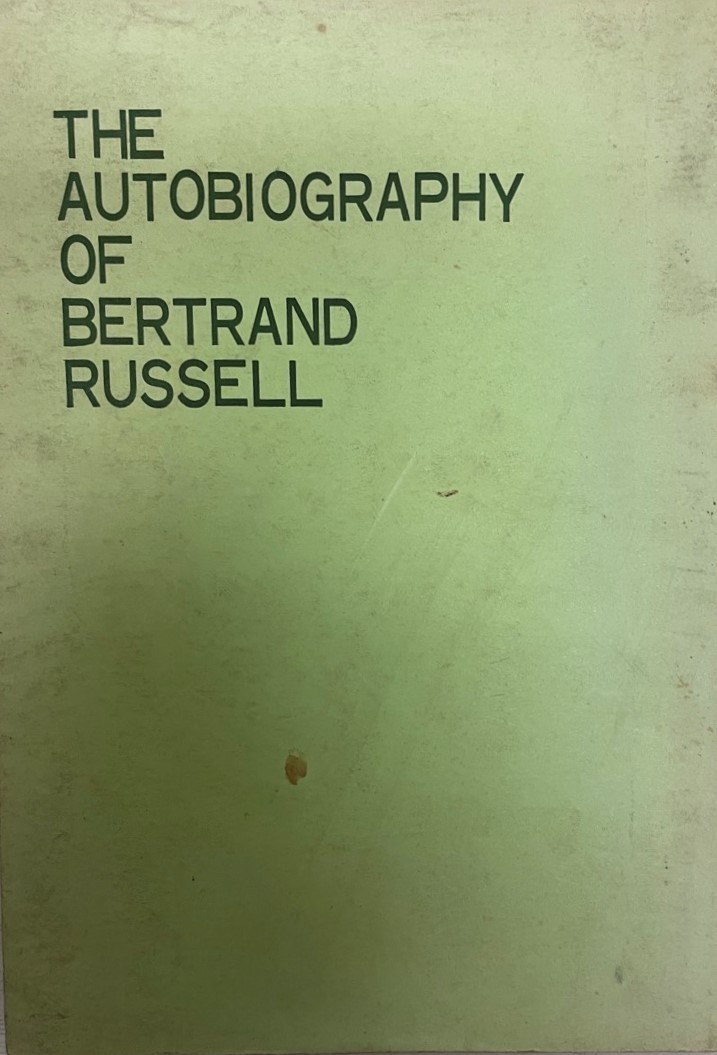 THE
AUTOBIOGRAPHY
OF
BERTRAND
RUSSELL